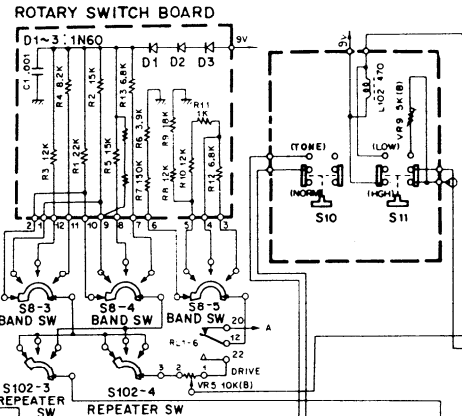 ROTARY SWITCH BOARD
D1~3:1N60
9V
D1 D2 D3
C1 .001
R4 8.2K
R2 15K
R13 6.8K
R6 3.9K
R9 18K
R11
1K
R3 12K
R1 22K
R5 15K
R7 150K
R8 12K
R10 12K
R12 6.8K
2 1 12 11 10 9 8 7 6 5 4 3
9V
L102 470
VR9 5K(B)
(TONE)
(LOW)
(NORM)
(HGH)
S10
S11
S8-3
BAND SW
S8-4
BAND SW
S8-5
BAND SW
20
A
RL1-6
12
22
DRIVE
3 2 1
VR5 10K(B)
S102-3
REPEATER
SW
S102-4
REPEATER SW